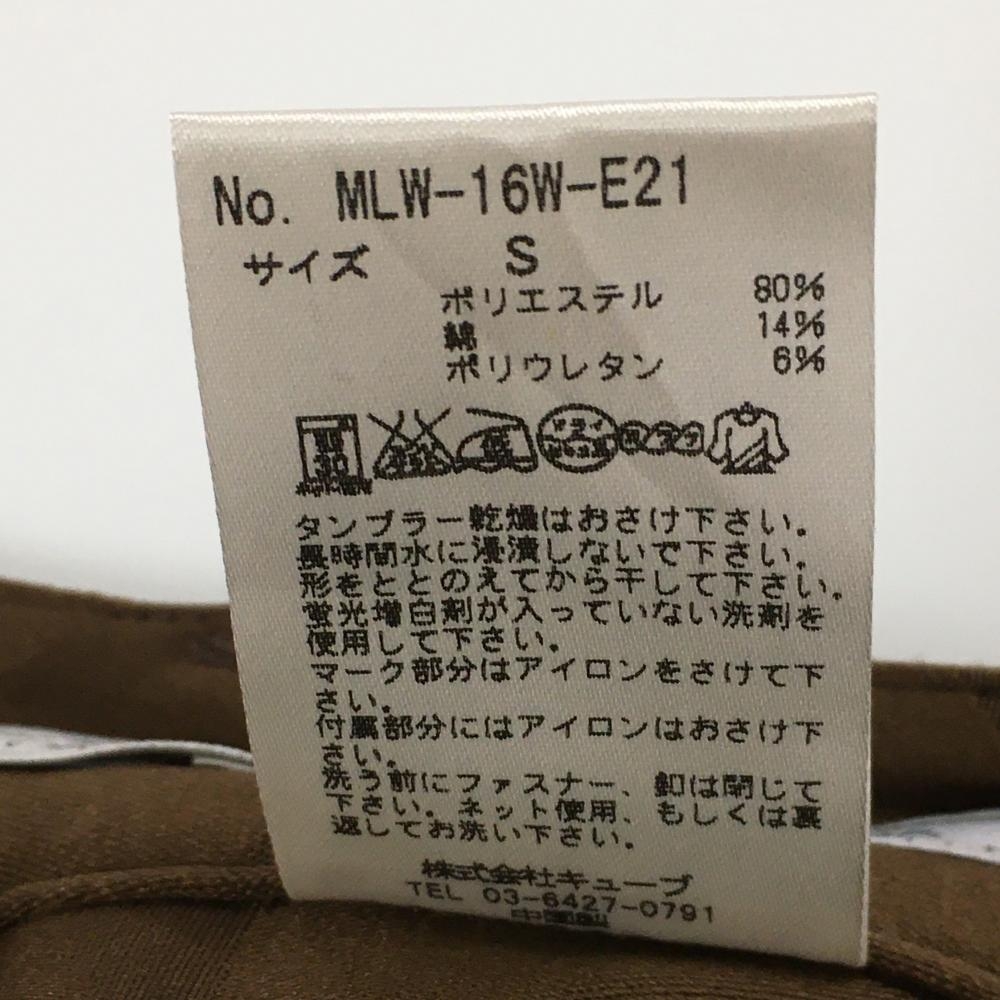 No. MLW-16W-E21
サイズ S
ポリエステル 80%
綿 14%
ポリウレタン 6%
30
ドライ
タンブラー乾燥はおさけ下さい。
長時間水に浸漬しないで下さい。
形をととのえてから干して下さい。
蛍光増白剤が入っていない洗剤を
使用して下さい。
マーク部分はアイロンをさけて下
さい。
付属部分にはアイロンはおさけ下
さい。
洗う前にファスナー、釦は閉じて
下さい。ネット使用、もしくは裏
返してお洗い下さい。
株式会社キューブ
TEL 03-6427-0791
中国製